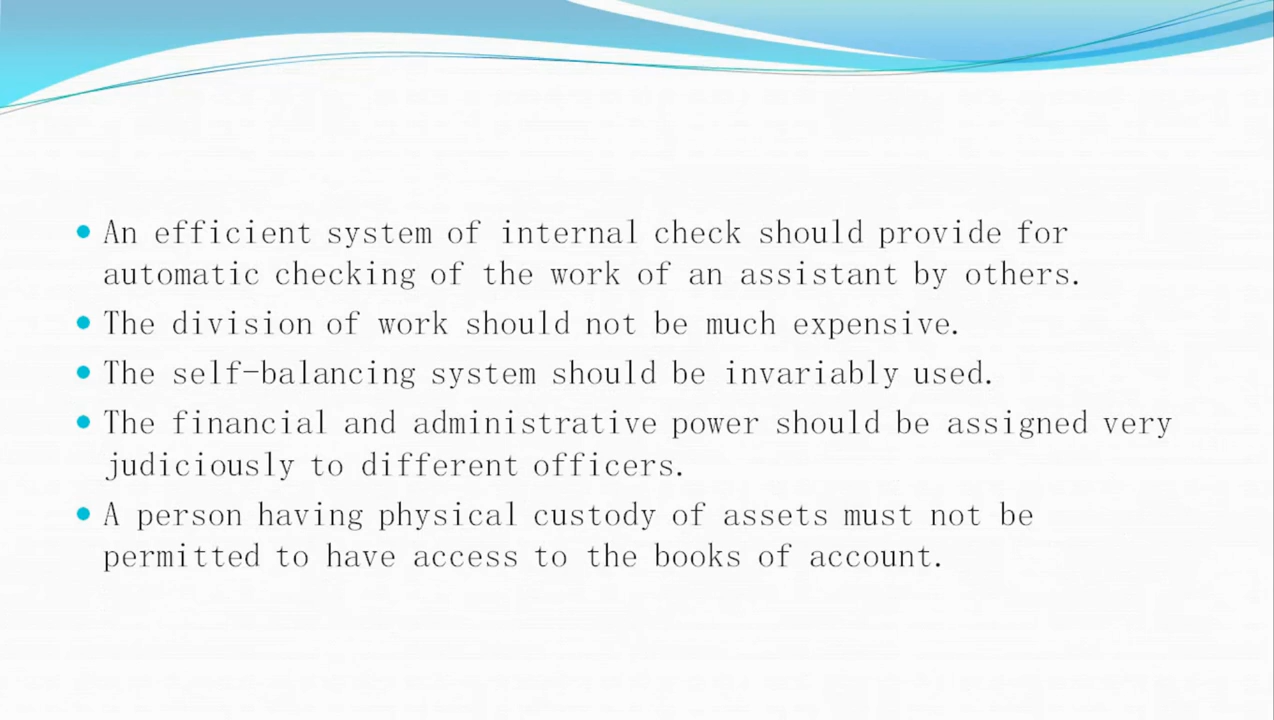 An efficient system of internal check should provide for
automatic checking of the work of an assistant by others.
The division of work should not be much expensive.
The self-balancing system should be invariably used.
The financial and administrative power should be assigned very
judiciously to different officers.
A person having physical custody of assets must not be
permitted to have access to the books of account.